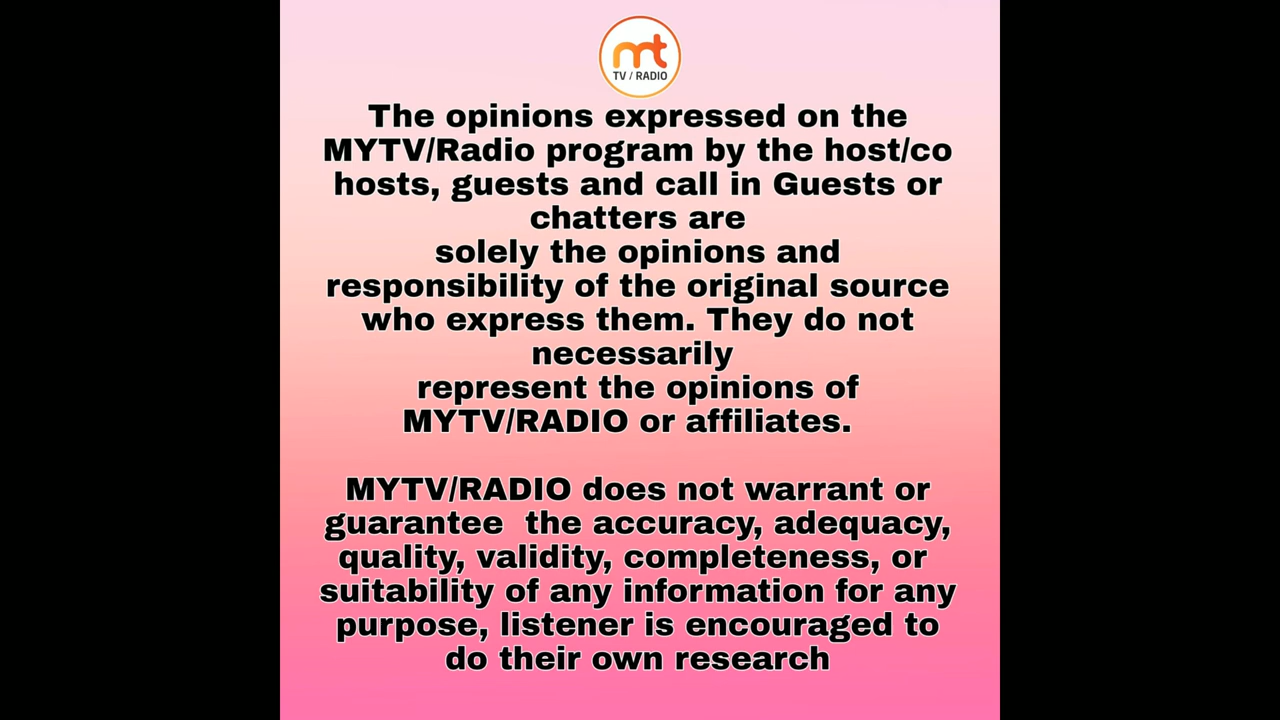 mt
TV / RADIO
The opinions expressed on the
MYTV/Radio program by the host/co
hosts, guests and call in Guests or
chatters are
solely the opinions and
responsibility of the original source
who express them. They do not
necessarily
represent the opinions of
MYTV/RADIO or affiliates.
MYTV/RADIO does not warrant or
guarantee  the accuracy, adequacy,
quality, validity, completeness, or
suitability of any information for any
purpose, listener is encouraged to
do their own research